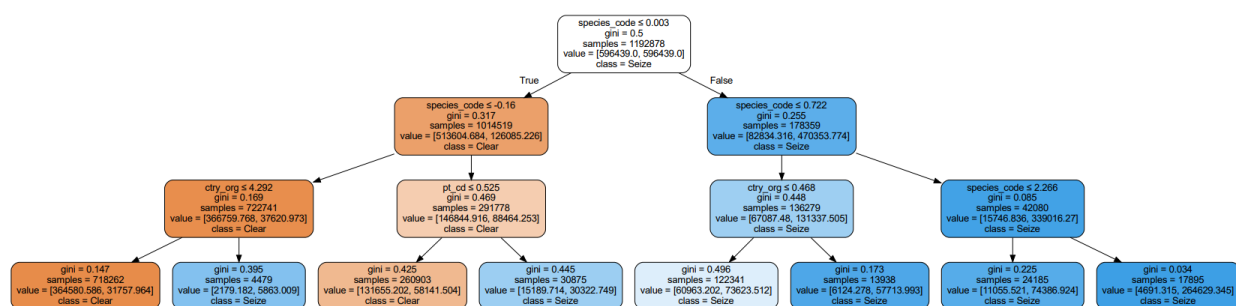 species_code ≤ 0.003
gini = 0.5
samples = 1192878
value = [596439.0, 596439.0]
class = Seize
True
False
species_code ≤ -0.16
gini = 0.317
samples = 1014519
value = [513604.684, 126085.226]
class = Clear
species_code ≤ 0.722
gini = 0.255
samples = 178359
value = [82834.316, 470353.774]
class = Seize
ctry_org ≤ 4.292
gini = 0.169
samples = 722741
value = [366759.768, 37620.973]
class = Clear
pt_cd ≤ 0.525
gini = 0.469
samples = 291778
value = [146844.916, 88464.253]
class = Clear
ctry_org ≤ 0.468
gini = 0.448
samples = 136279
value = [67087.48, 131337.505]
class = Seize
species_code ≤ 2.266
gini = 0.085
samples = 42080
value = [15746.836, 339016.27]
class = Seize
gini = 0.147
samples = 718262
value = [364580.586, 31757.964]
class = Clear
gini = 0.395
samples = 4479
value = [2179.182, 5863.009]
class = Seize
gini = 0.425
samples = 260903
value = [131655.202, 58141.504]
class = Clear
gini = 0.445
samples = 30875
value = [15189.714, 30322.749]
class = Seize
gini = 0.496
samples = 122341
value = [60963.202, 73623.512]
class = Seize
gini = 0.173
samples = 13938
value = [6124.278, 57713.993]
class = Seize
gini = 0.225
samples = 24185
value = [11055.521, 74386.924]
class = Seize
gini = 0.034
samples = 17895
value = [4691.315, 264629.345]
class = Seize